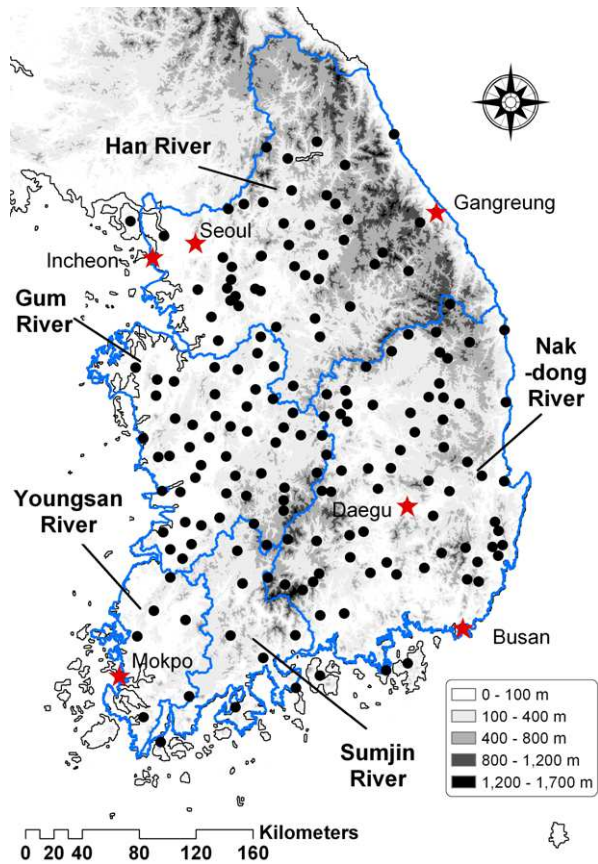 Han River
Gangreung
Seoul
Incheon
Gum
River
Nak
-dong
River
Youngsan
River
Daegu
Mokpo
Busan
Sumjin
River
0 - 100 m
100 - 400 m
400 - 800 m
800 - 1,200 m
1,200 - 1,700 m
Kilometers
0 20 40 80 120 160